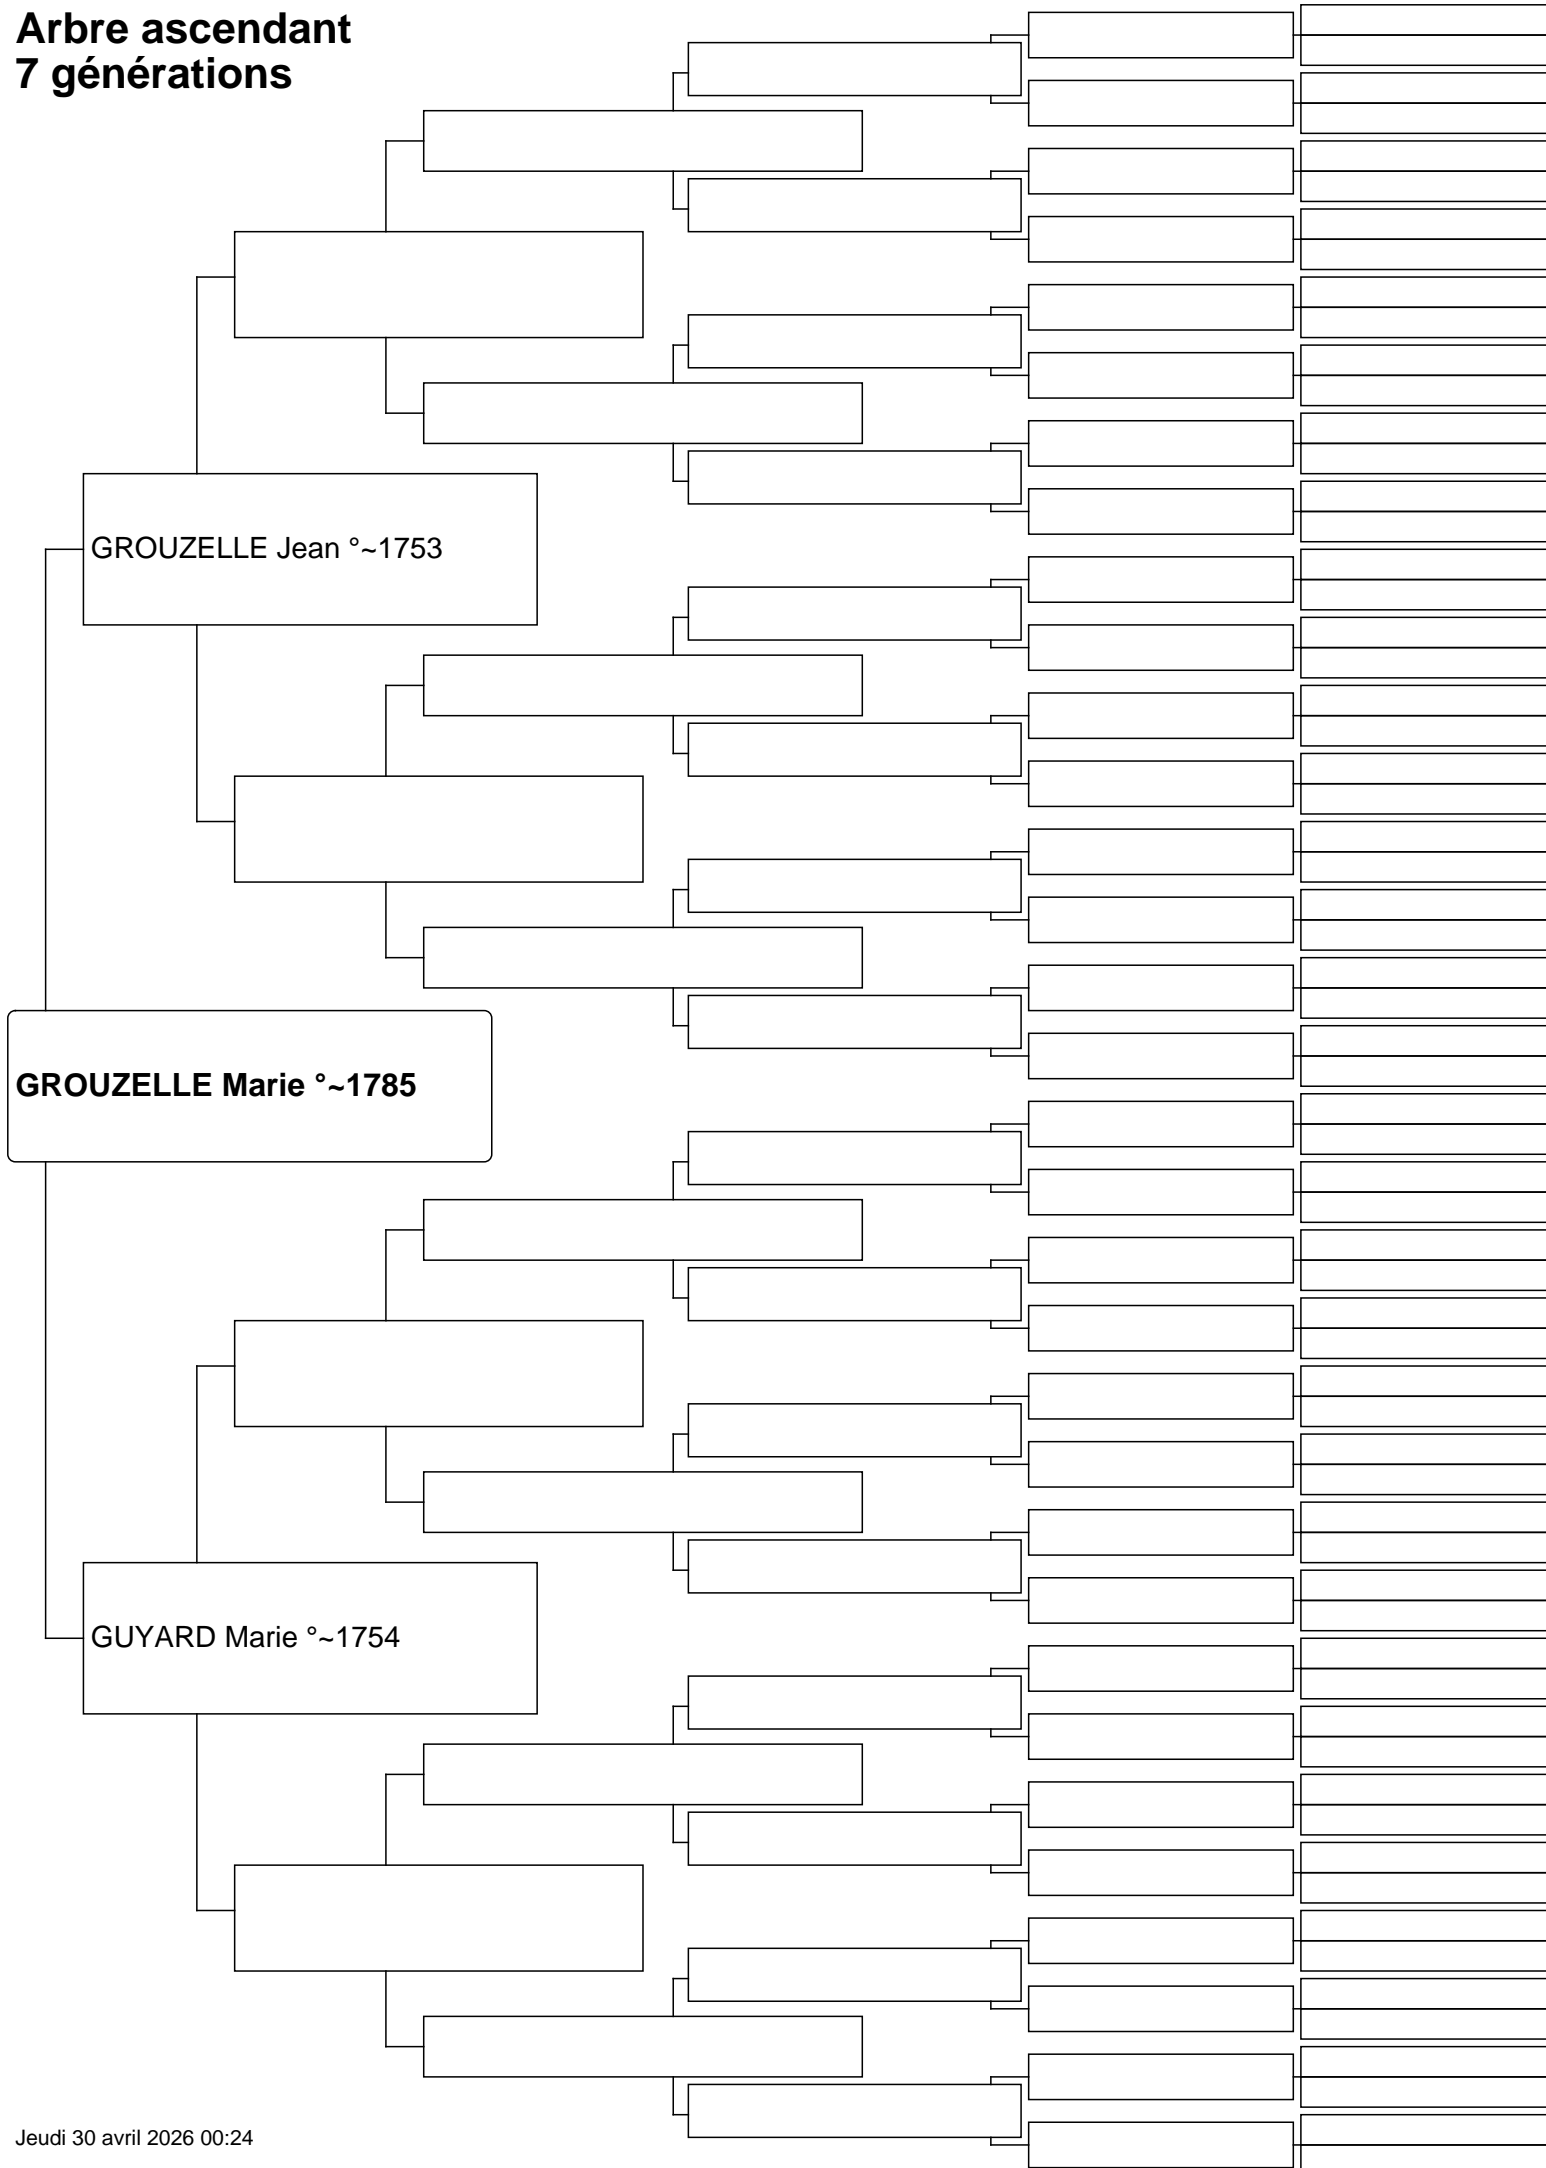 Arbre ascendant
7 générations
GROUZELLE Jean °~1753
GROUZELLE Marie °~1785
GUYARD Marie °~1754
Jeudi 30 avril 2026 00:24